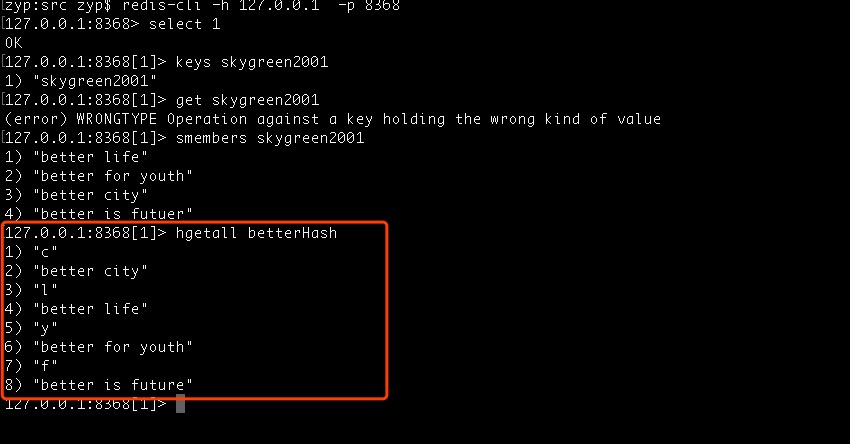 [zyp:src zyp$ redis-cli -h 127.0.0.1  -p 8368
[127.0.0.1:8368> select 1
OK
[127.0.0.1:8368[1]> keys skygreen2001
1) "skygreen2001"
[127.0.0.1:8368[1]> get skygreen2001
(error) WRONGTYPE Operation against a key holding the wrong kind of value
[127.0.0.1:8368[1]> smembers skygreen2001
1) "better life"
2) "better for youth"
3) "better city"
4) "better is futuer"
127.0.0.1:8368[1]> hgetall betterHash
1) "c"
2) "better city"
3) "l"
4) "better life"
5) "y"
6) "better for youth"
7) "f"
8) "better is future"
127.0.0.1:8368[1]>